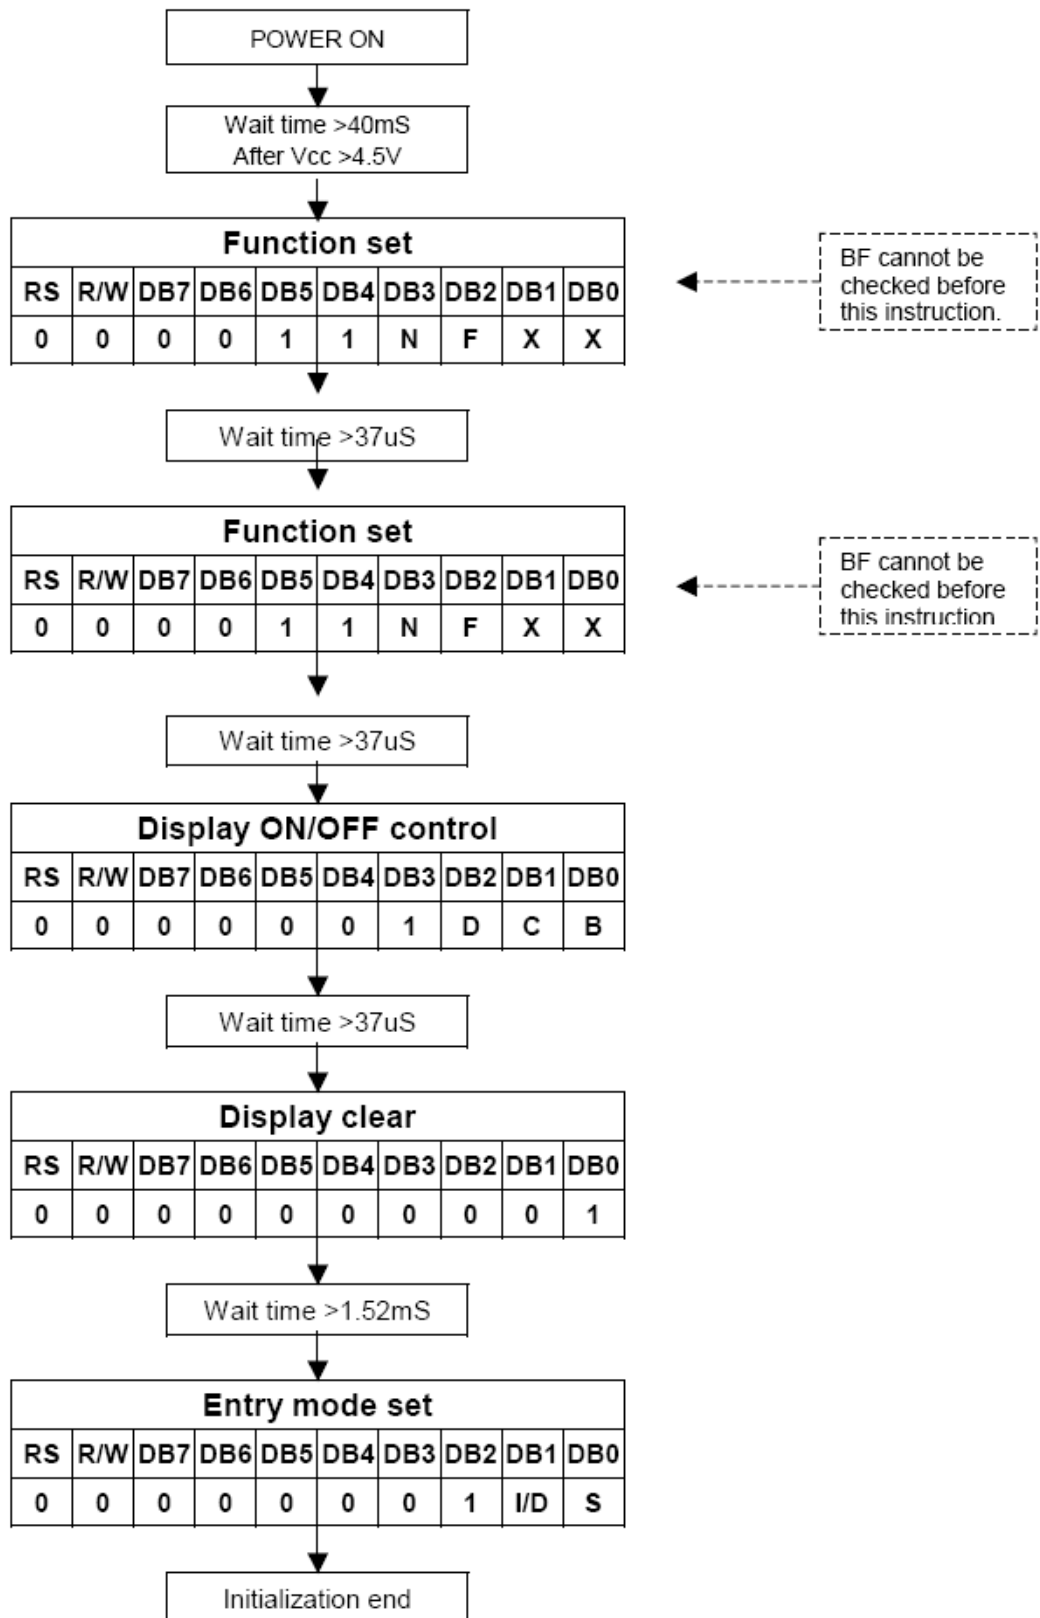 POWER ON
Wait time >40mS
After Vcc >4.5V
Function set
RS R/W DB7 DB6 DB5 DB4 DB3 DB2 DB1 DB0
0 0 0 0 1 1 N F X X
BF cannot be
checked before
this instruction.
Wait time >37uS
Function set
RS R/W DB7 DB6 DB5 DB4 DB3 DB2 DB1 DB0
0 0 0 0 1 1 N F X X
BF cannot be
checked before
this instruction
Wait time >37uS
Display ON/OFF control
RS R/W DB7 DB6 DB5 DB4 DB3 DB2 DB1 DB0
0 0 0 0 0 0 1 D C B
Wait time >37uS
Display clear
RS R/W DB7 DB6 DB5 DB4 DB3 DB2 DB1 DB0
0 0 0 0 0 0 0 0 0 1
Wait time >1.52mS
Entry mode set
RS R/W DB7 DB6 DB5 DB4 DB3 DB2 DB1 DB0
0 0 0 0 0 0 0 1 I/D S
Initialization end